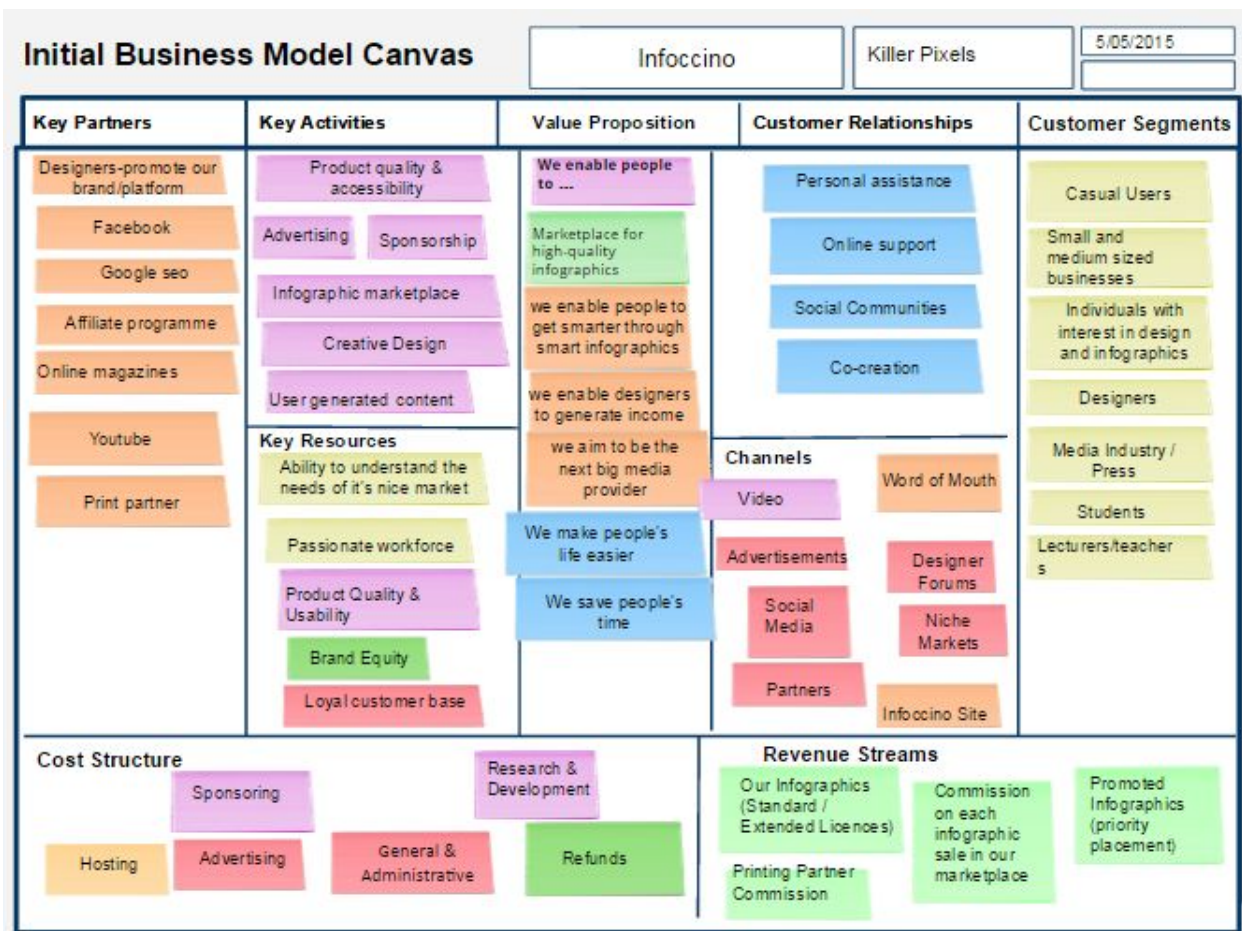 Initial Business Model Canvas
Infoccino
Killer Pixels
5/05/2015
Key Partners
Key Activities
Value Proposition
Customer Relationships
Customer Segments
Designers-promote our
brand/platform
Facebook
Google seo
Affiliate programme
Online magazines
Youtube
Print partner
Product quality &
accessibility
Advertising
Sponsorship
Infographic marketplace
Creative Design
User generated content
Key Resources
Ability to understand the
needs of it's nice market
Passionate workforce
Product Quality &
Usability
Brand Equity
Loyal customer base
We enable people
to ...
Marketplace for
high-quality
infographics
we enable people to
get smarter through
smart infographics
we enable designers
to generate income
we aim to be the
next big media
provider
We make people's
life easier
We save people's
time
Personal assistance
Online support
Social Communities
Co-creation
Channels
Word of Mouth
Video
Advertisements
Designer
Forums
Social
Media
Niche
Markets
Partners
Infoccino Site
Casual Users
Small and
medium sized
businesses
Individuals with
interest in design
and infographics
Designers
Media Industry /
Press
Students
Lecturers/teacher
s
Cost Structure
Sponsoring
Research &
Development
Hosting
Advertising
General &
Administrative
Refunds
Revenue Streams
Our Infographics
(Standard /
Extended Licences)
Printing Partner
Commission
Commission
on each
infographic
sale in our
marketplace
Promoted
Infographics
(priority
placement)